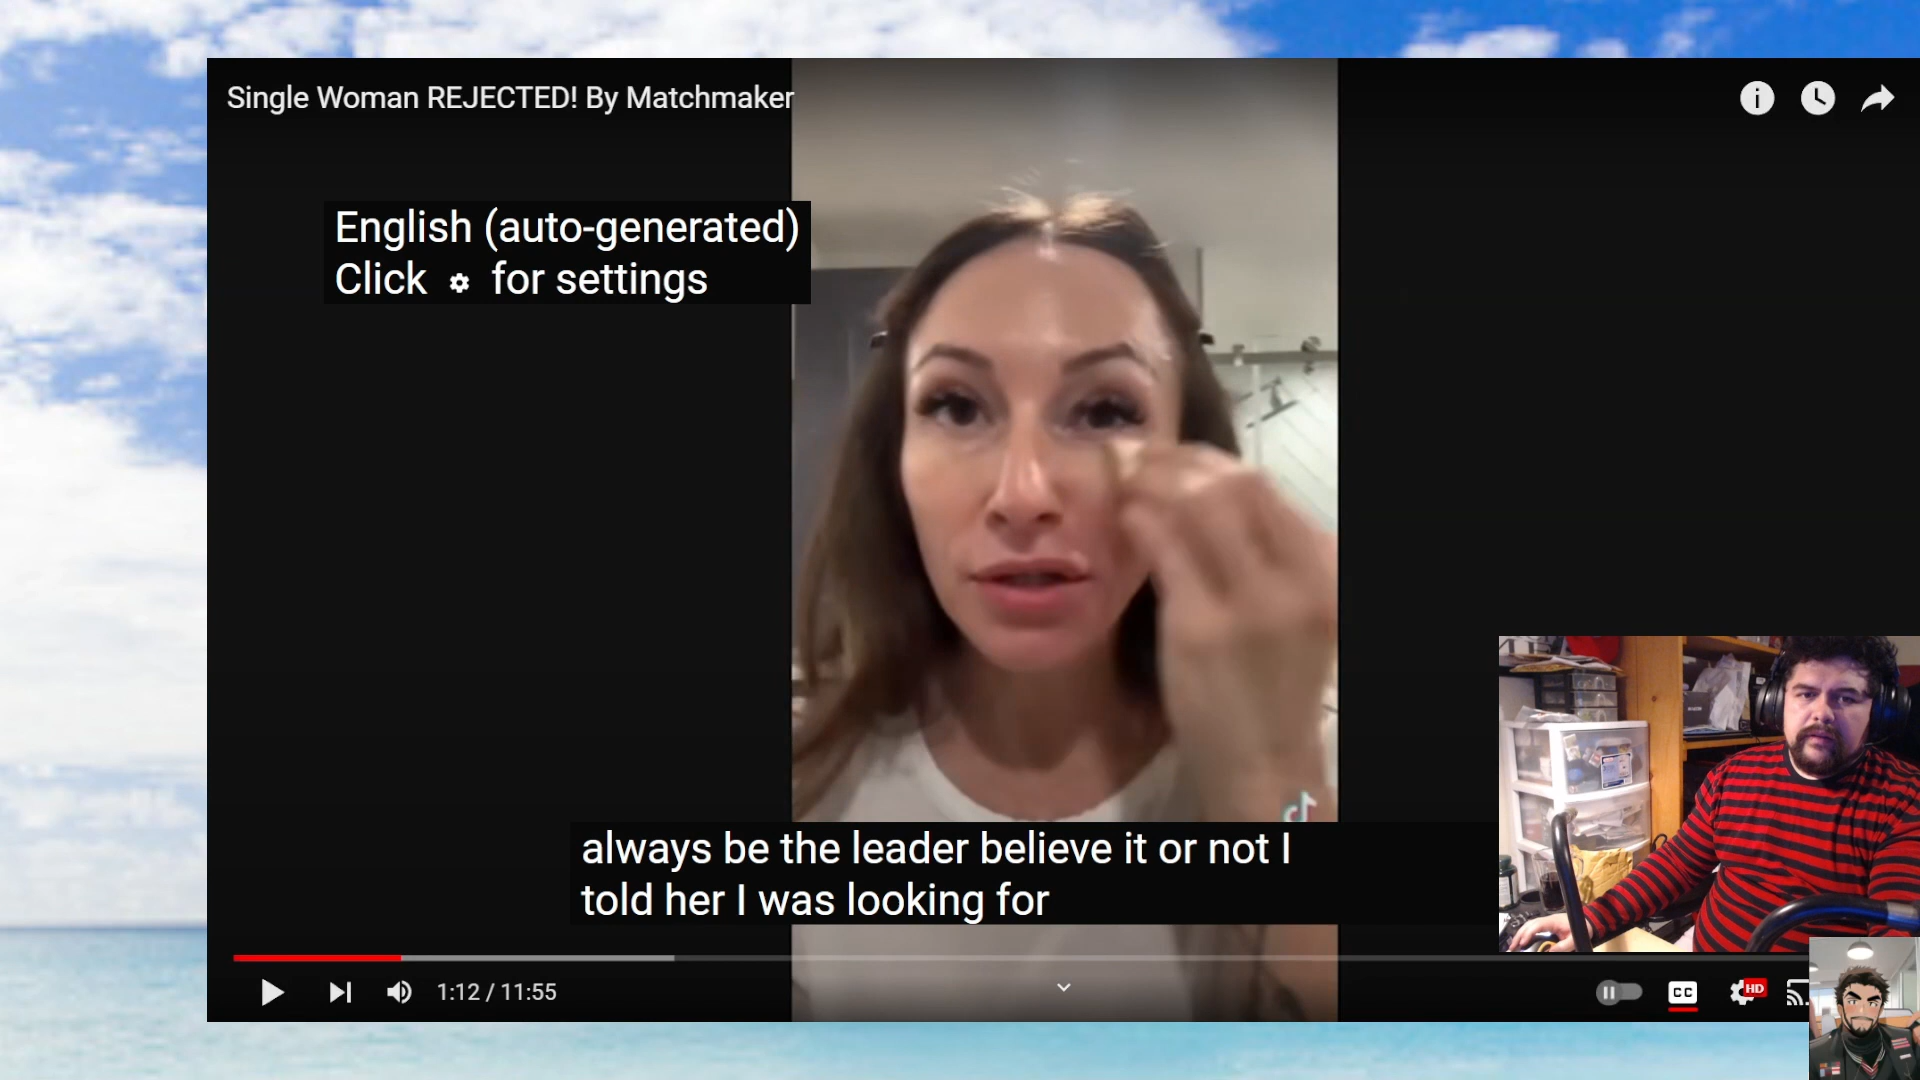 Single Woman REJECTED! By Matchmaker
English (auto-generated)
Click for settings
always be the leader believe it or not I
told her I was looking for
1:12 / 11:55
CC
HD